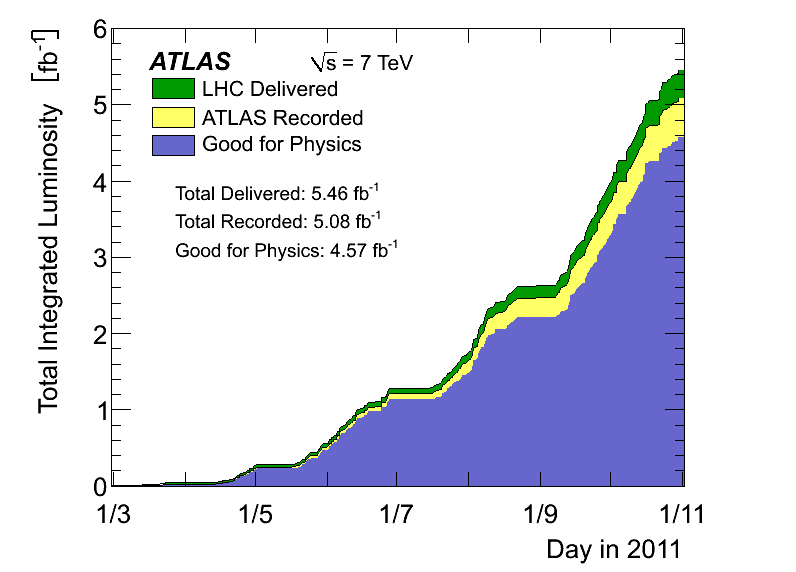 6
5
4
3
2
1
0
Total Integrated Luminosity [fb⁻¹]
ATLAS √s = 7 TeV
LHC Delivered
ATLAS Recorded
Good for Physics
Total Delivered: 5.46 fb⁻¹
Total Recorded: 5.08 fb⁻¹
Good for Physics: 4.57 fb⁻¹
1/3 1/5 1/7 1/9 1/11
Day in 2011